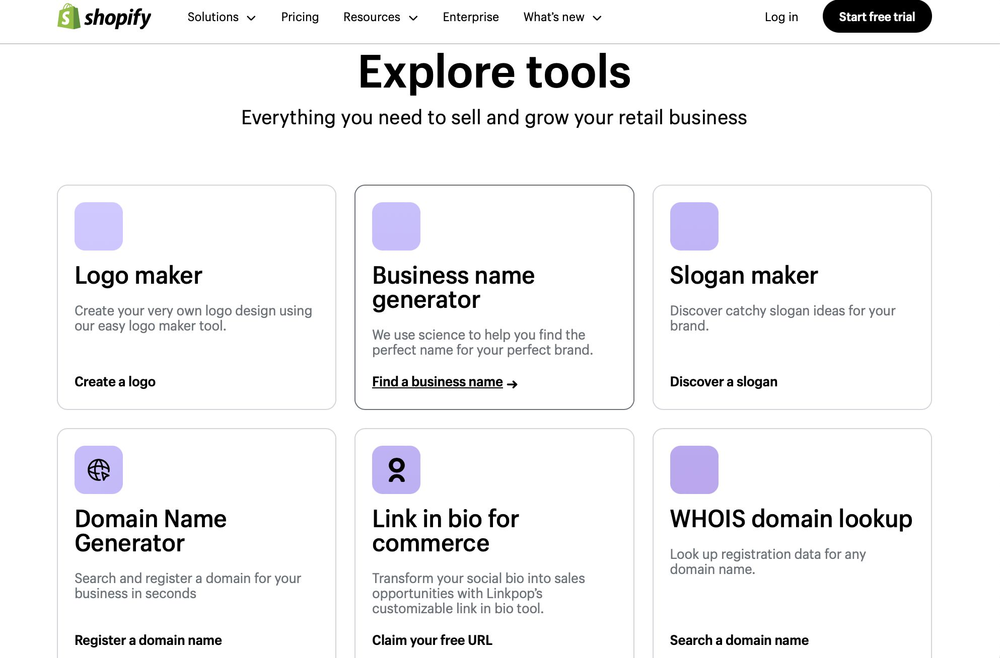 shopify
Solutions
Pricing
Resources
Enterprise
What's new
Log in
Start free trial
Explore tools
Everything you need to sell and grow your retail business
Logo maker
Create your very own logo design using
our easy logo maker tool.
Create a logo
Business name
generator
We use science to help you find the
perfect name for your perfect brand.
Find a business name →
Slogan maker
Discover catchy slogan ideas for your
brand.
Discover a slogan
Domain Name
Generator
Search and register a domain for your
business in seconds
Register a domain name
Link in bio for
commerce
Transform your social bio into sales
opportunities with Linkpop’s
customizable link in bio tool.
Claim your free URL
WHOIS domain lookup
Look up registration data for any
domain name.
Search a domain name